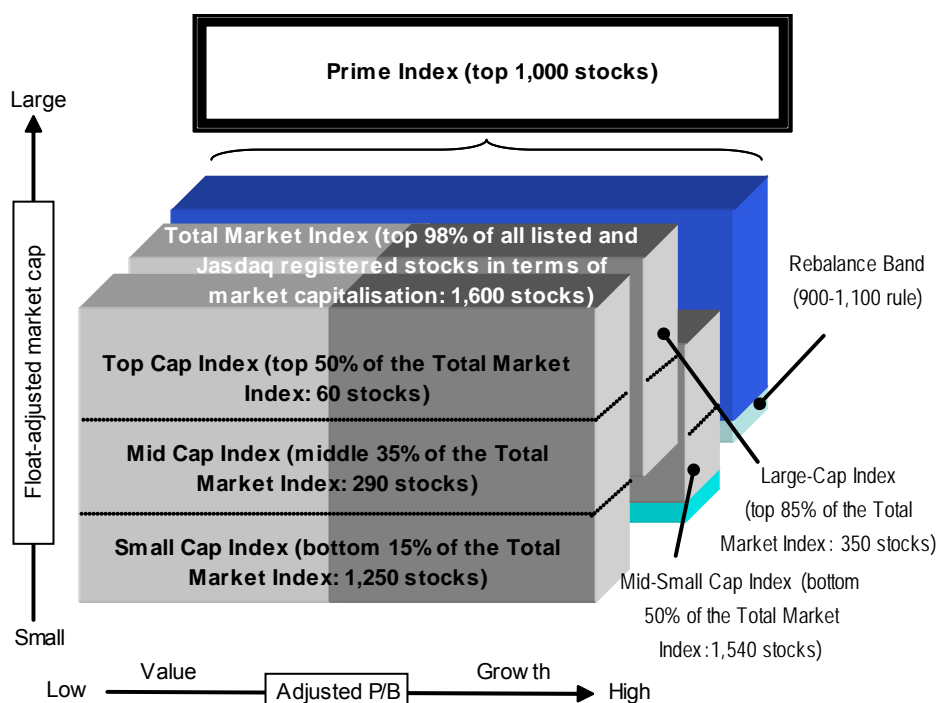 Prime Index (top 1,000 stocks)
Large
Float-adjusted market cap
Small
Total Market Index (top 98% of all listed and
Jasdaq registered stocks in terms of
market capitalisation: 1,600 stocks)
Top Cap Index (top 50% of the Total Market
Index: 60 stocks)
Mid Cap Index (middle 35% of the Total
Market Index: 290 stocks)
Small Cap Index (bottom 15% of the Total
Market Index: 1,250 stocks)
Rebalance Band
(900-1,100 rule)
Large-Cap Index
(top 85% of the Total
Market Index: 350 stocks)
Mid-Small Cap Index (bottom
50% of the Total Market
Index:1,540 stocks)
Low
Value
Adjusted P/B
Growth
High